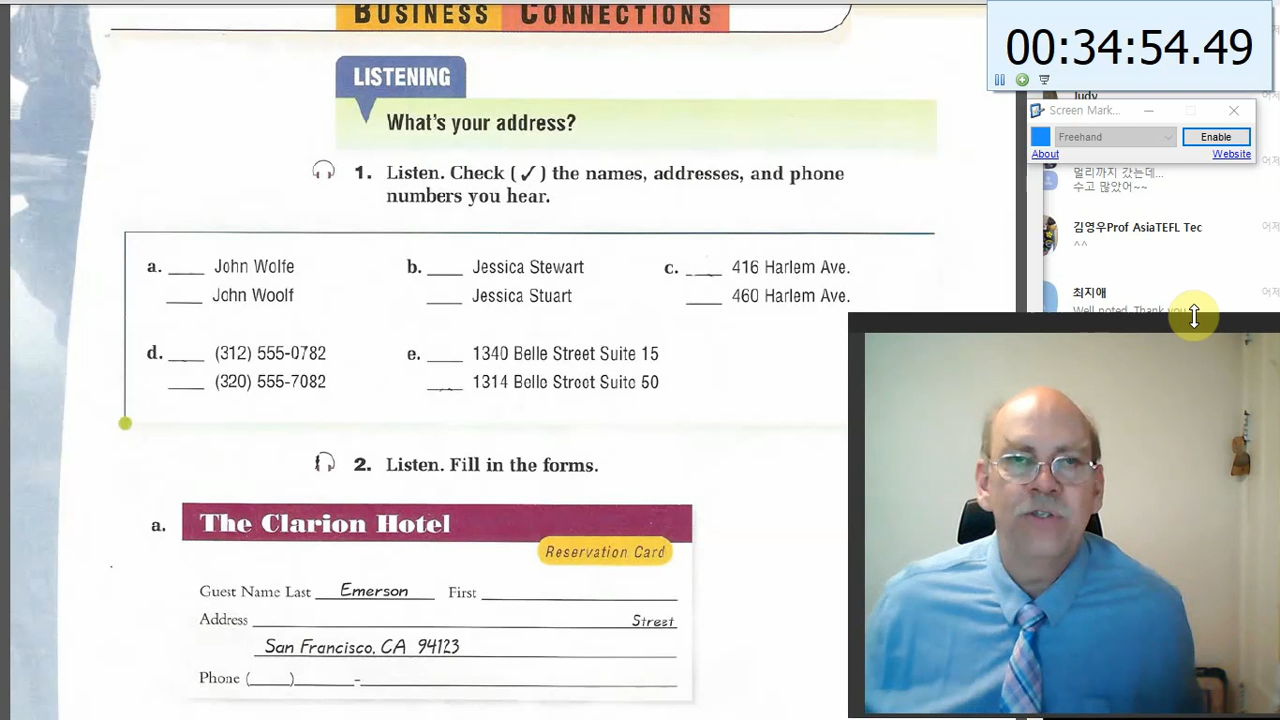 BUSINESS CONNECTIONS
00:34:54.49
LISTENING
Judy
Screen Mark...
What's your address?
Freehand
Enable
About
Website
1. Listen. Check (✓) the names, addresses, and phone
numbers you hear.
멀리까지 갔는데...
수고 많았어~~
김영우Prof AsiaTEFL Tec
^^
a. ____ John Wolfe
____ John Woolf
b. ____ Jessica Stewart
____ Jessica Stuart
c. ____ 416 Harlem Ave.
____ 460 Harlem Ave.
최지애
Well noted. Thank you
d. ____ (312) 555-0782
____ (320) 555-7082
e. ____ 1340 Belle Street Suite 15
____ 1314 Belle Street Suite 50
2. Listen. Fill in the forms.
a.
The Clarion Hotel
Reservation Card
Guest Name Last Emerson First
Address Street
San Francisco, CA 94123
Phone (____)______-